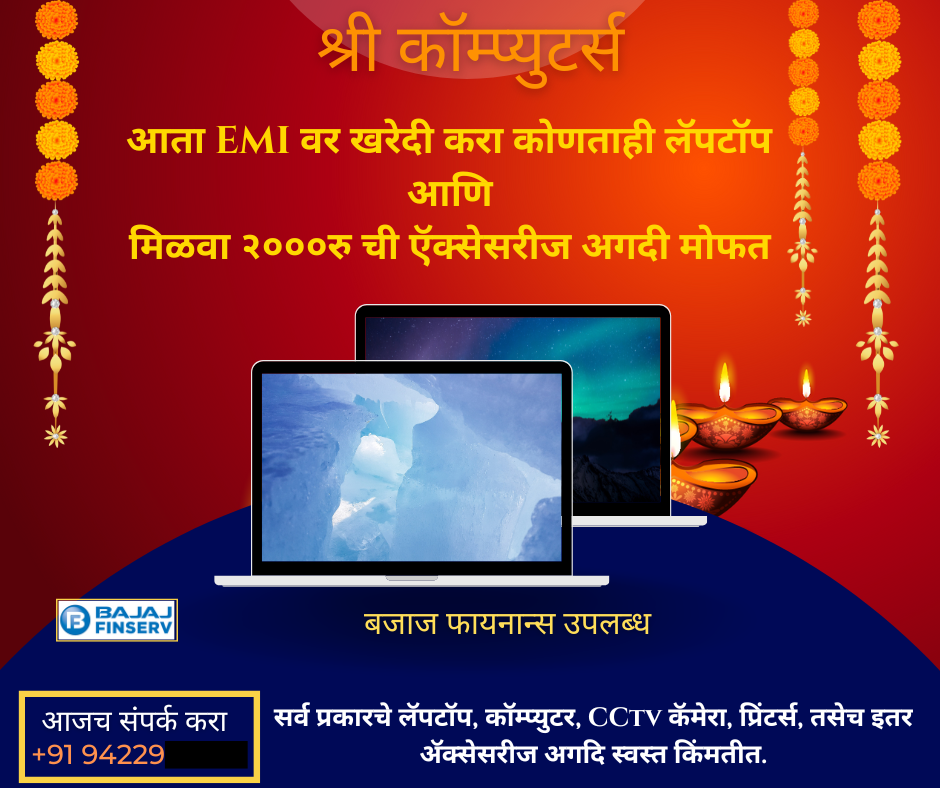 श्री कॉम्प्युटर्स
आता EMI वर खरेदी करा कोणताही लॅपटॉप
आणि
मिळवा २०००रु ची ऍक्सेसरीज अगदी मोफत
BAJAJ
FINSERV
बजाज फायनान्स उपलब्ध
आजच संपर्क करा
+91 94229
सर्व प्रकारचे लॅपटॉप, कॉम्प्युटर, CCTV कॅमेरा, प्रिंटर्स, तसेच इतर
ॲक्सेसरीज अगदि स्वस्त किंमतीत.